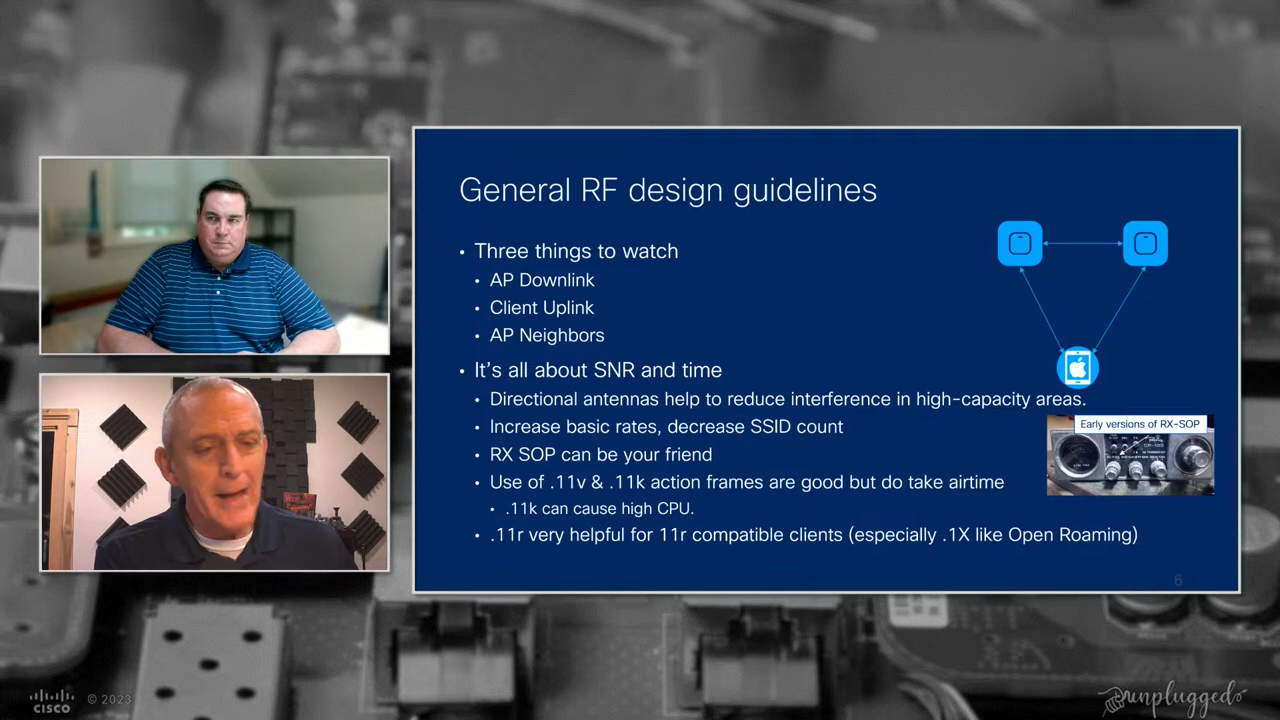 General RF design guidelines
• Three things to watch
• AP Downlink
• Client Uplink
• AP Neighbors
• It's all about SNR and time
• Directional antennas help to reduce interference in high-capacity areas.
• Increase basic rates, decrease SSID count
• RX SOP can be your friend
• Use of .11v & .11k action frames are good but do take airtime
• .11k can cause high CPU.
• .11r very helpful for 11r compatible clients (especially .1X like Open Roaming)
Early versions of RX-SOP
6
CISCO
© 2023
unplugged